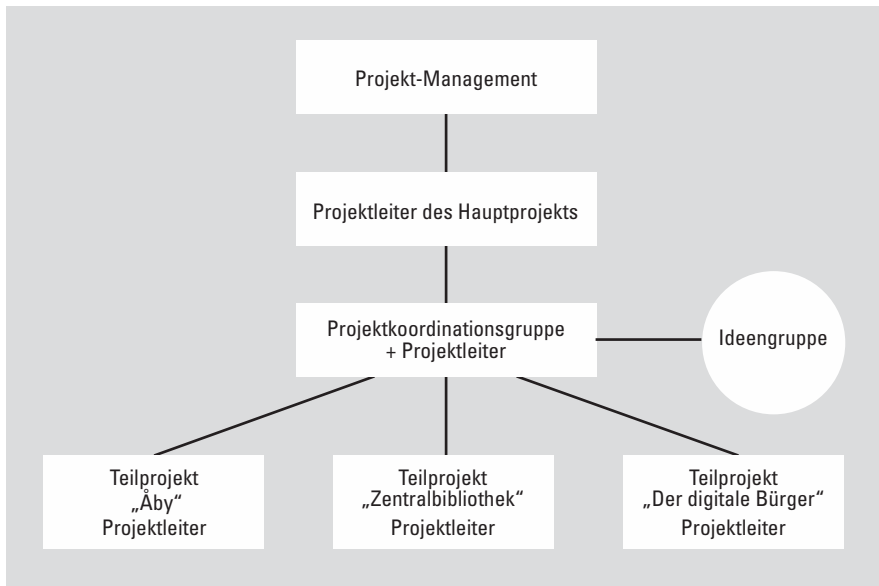 Projekt-Management
Projektleiter des Hauptprojekts
Projektkoordinationsgruppe
+ Projektleiter
Ideengruppe
Teilprojekt
„Åby“
Projektleiter
Teilprojekt
„Zentralbibliothek“
Projektleiter
Teilprojekt
„Der digitale Bürger“
Projektleiter